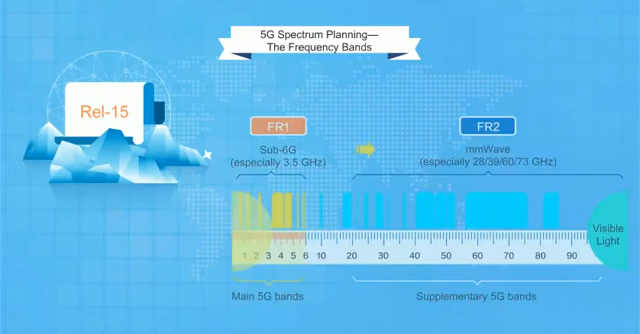 5G Spectrum Planning—
The Frequency Bands
Rel-15
FR1
FR2
Sub-6G
(especially 3.5 GHz)
mmWave
(especially 28/39/60/73 GHz)
Visible
Light
1 2 3 4 5 6 10 20 30 40 50 60 70 80 90
Main 5G bands
Supplementary 5G bands